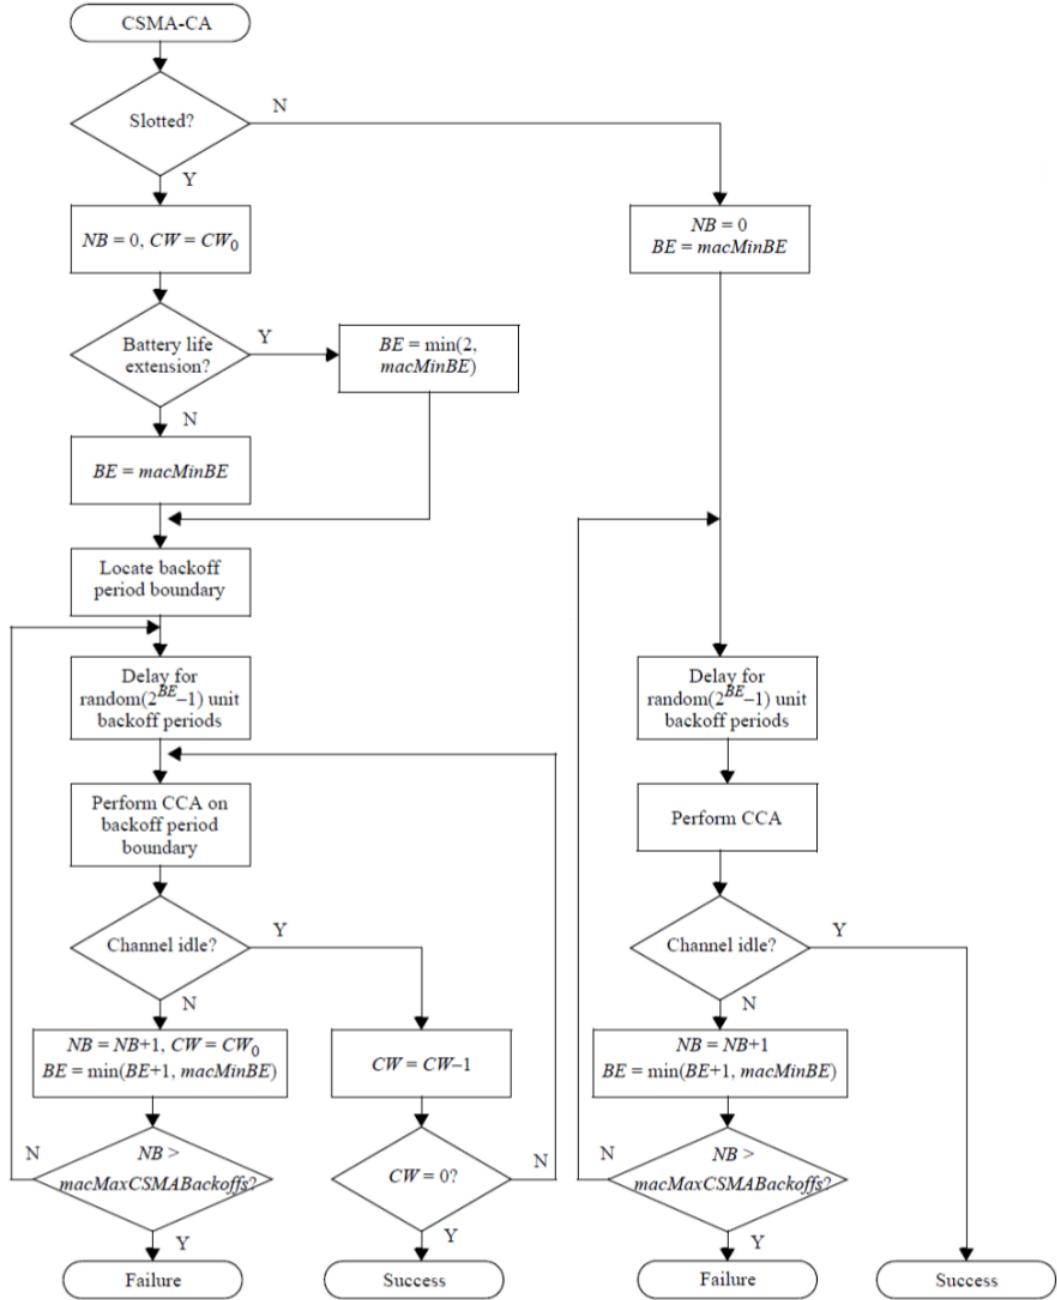 CSMA-CA
Slotted?
N
Y
NB = 0, CW = CW0
NB = 0
BE = macMinBE
Battery life
extension?
Y
BE = min(2,
macMinBE)
N
BE = macMinBE
Locate backoff
period boundary
Delay for
random(2^BE–1) unit
backoff periods
Delay for
random(2^BE–1) unit
backoff periods
Perform CCA on
backoff period
boundary
Perform CCA
Channel idle?
Y
N
Channel idle?
Y
N
NB = NB+1, CW = CW0
BE = min(BE+1, macMinBE)
CW = CW–1
NB = NB+1
BE = min(BE+1, macMinBE)
N
NB >
macMaxCSMABackoffs?
Y
CW = 0?
N
Y
N
NB >
macMaxCSMABackoffs?
Y
Failure
Success
Failure
Success